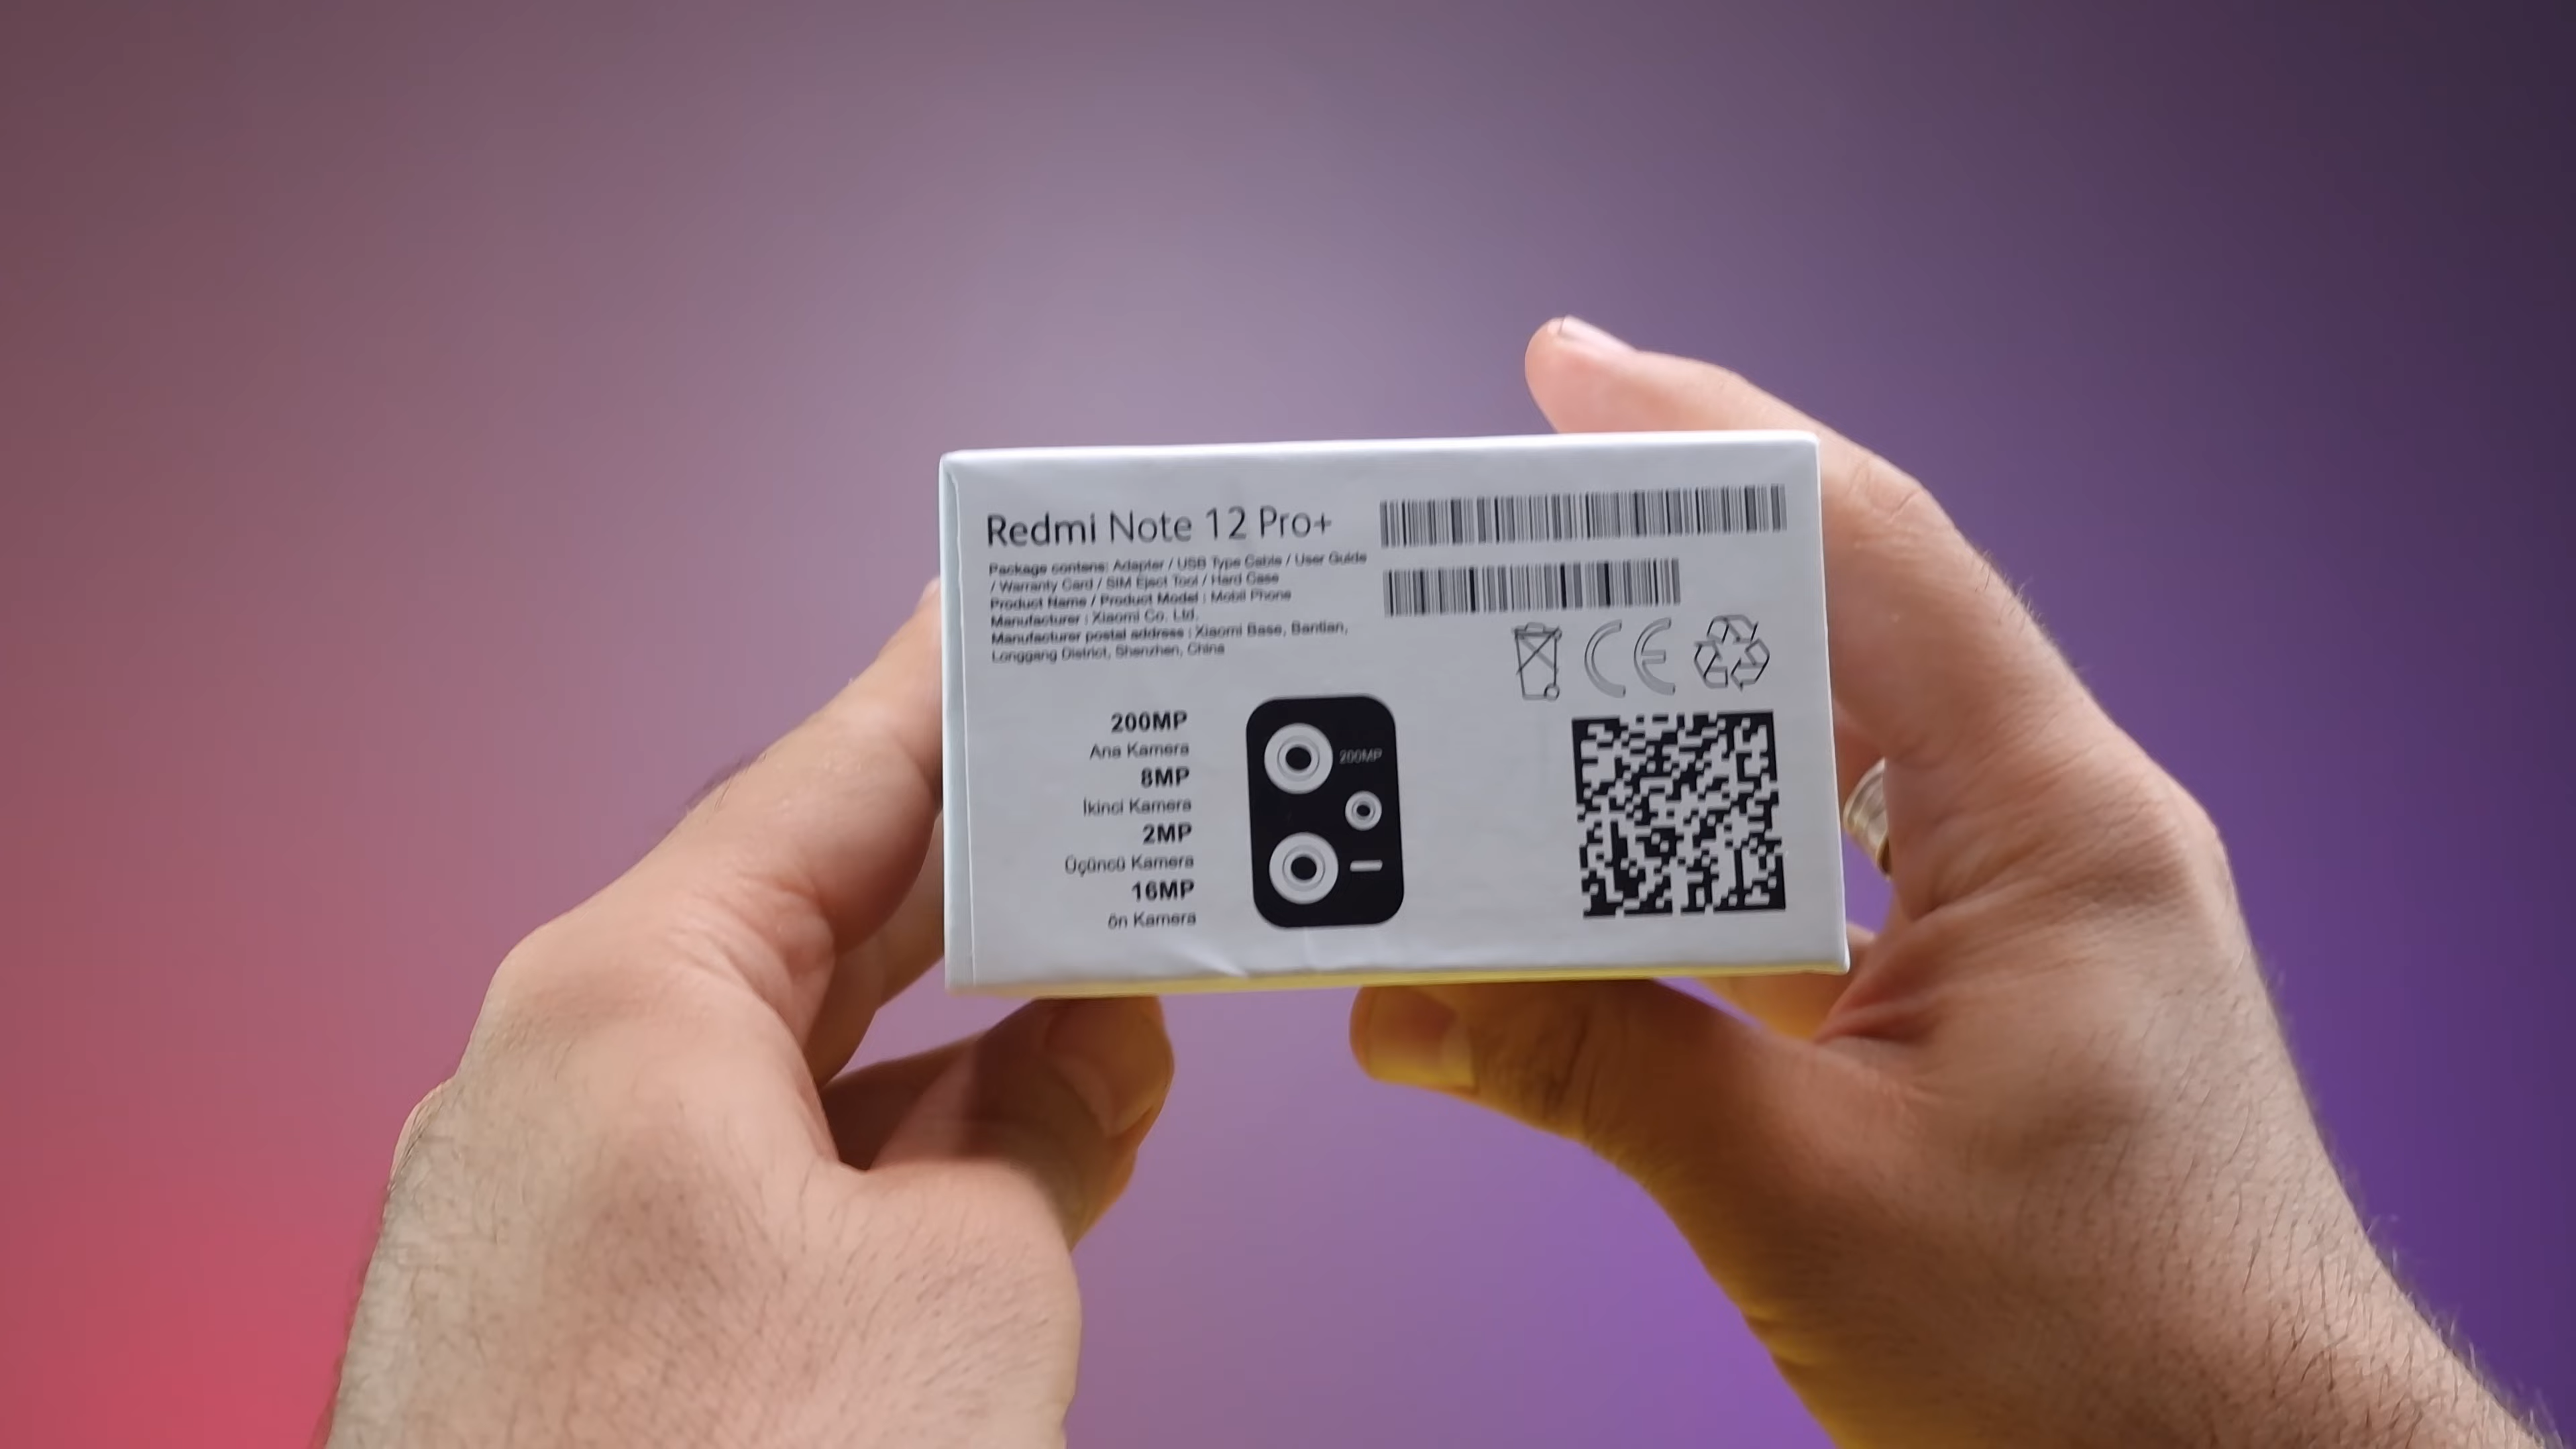 Redmi Note 12 Pro+
Package contens: Adapter / USB Type Cable / User Guide
/ Warranty Card / SIM Eject Tool / Hard Case
Product Name / Product Model : Mobil Phone
Manufacturer : Xiaomi Co. Ltd.
Manufacturer postal address : Xiaomi Base, Bantian,
Longgang District, Shenzhen, China
CE
200MP
Ana Kamera
8MP
İkinci Kamera
2MP
Üçüncü Kamera
16MP
ön Kamera
200MP